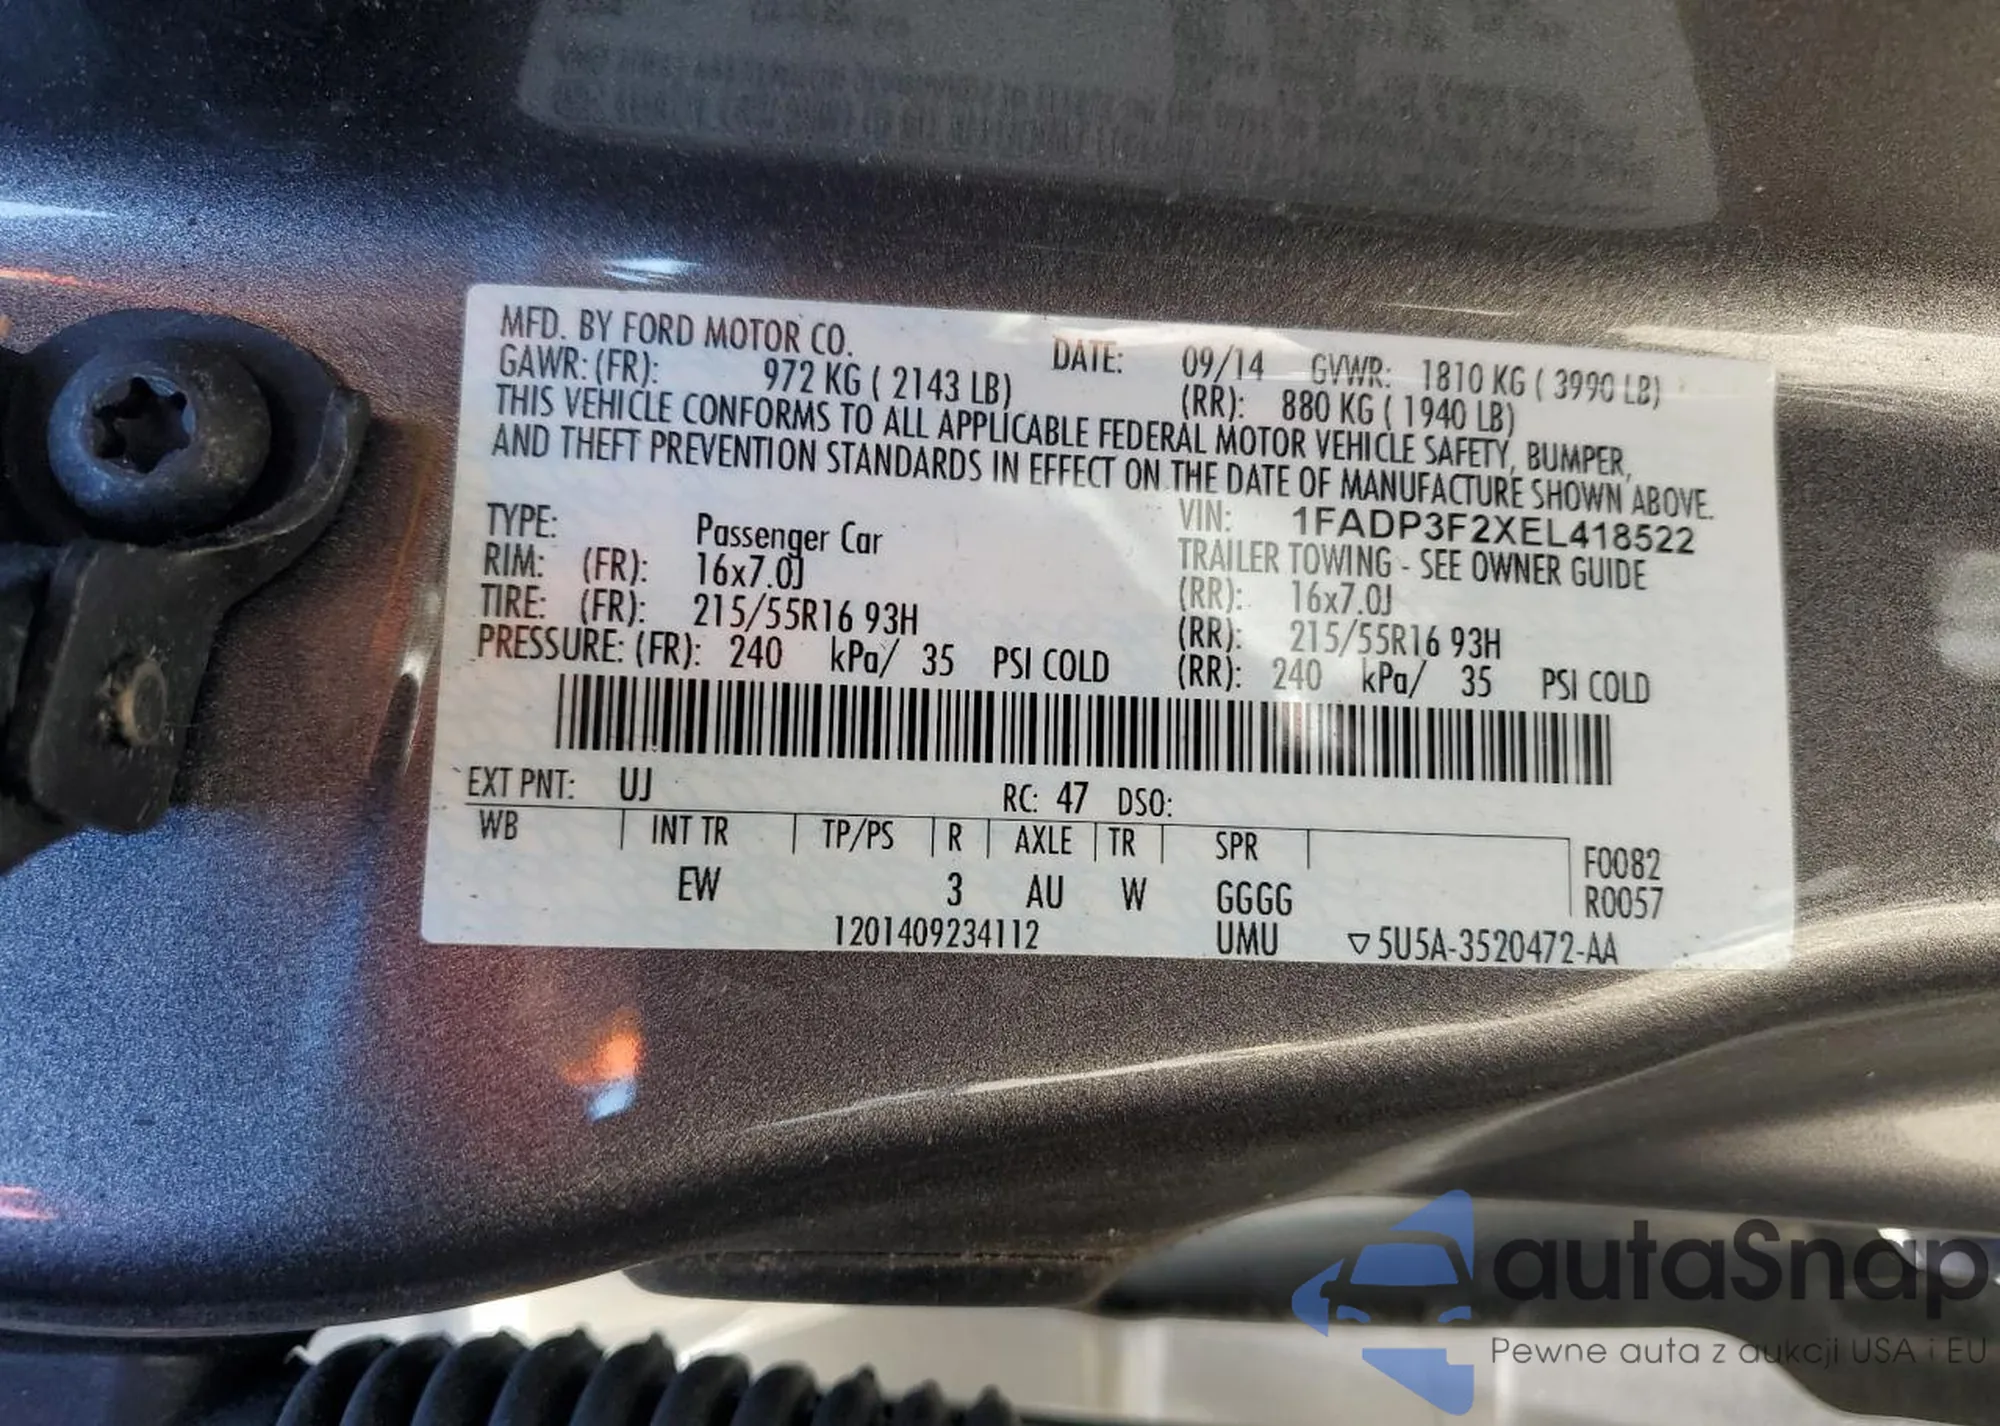 MFD. BY FORD MOTOR CO. DATE: 09/14 GVWR: 1810 KG ( 3990 LB)
GAWR: (FR): 972 KG ( 2143 LB) (RR): 880 KG ( 1940 LB)
THIS VEHICLE CONFORMS TO ALL APPLICABLE FEDERAL MOTOR VEHICLE SAFETY, BUMPER,
AND THEFT PREVENTION STANDARDS IN EFFECT ON THE DATE OF MANUFACTURE SHOWN ABOVE.
TYPE: Passenger Car VIN: 1FADP3F2XEL418522
TRAILER TOWING - SEE OWNER GUIDE
RIM: (FR): 16x7.0J (RR): 16x7.0J
TIRE: (FR): 215/55R16 93H (RR): 215/55R16 93H
PRESSURE: (FR): 240 kPa/ 35 PSI COLD (RR): 240 kPa/ 35 PSI COLD
EXT PNT: UJ RC: 47 DSO:
WB INT TR TP/PS R AXLE TR SPR F0082
EW 3 AU W GGGG R0057
1201409234112 UMU ▽5U5A-3520472-AA
autaSnap
Pewne auta z aukcji USA i EU